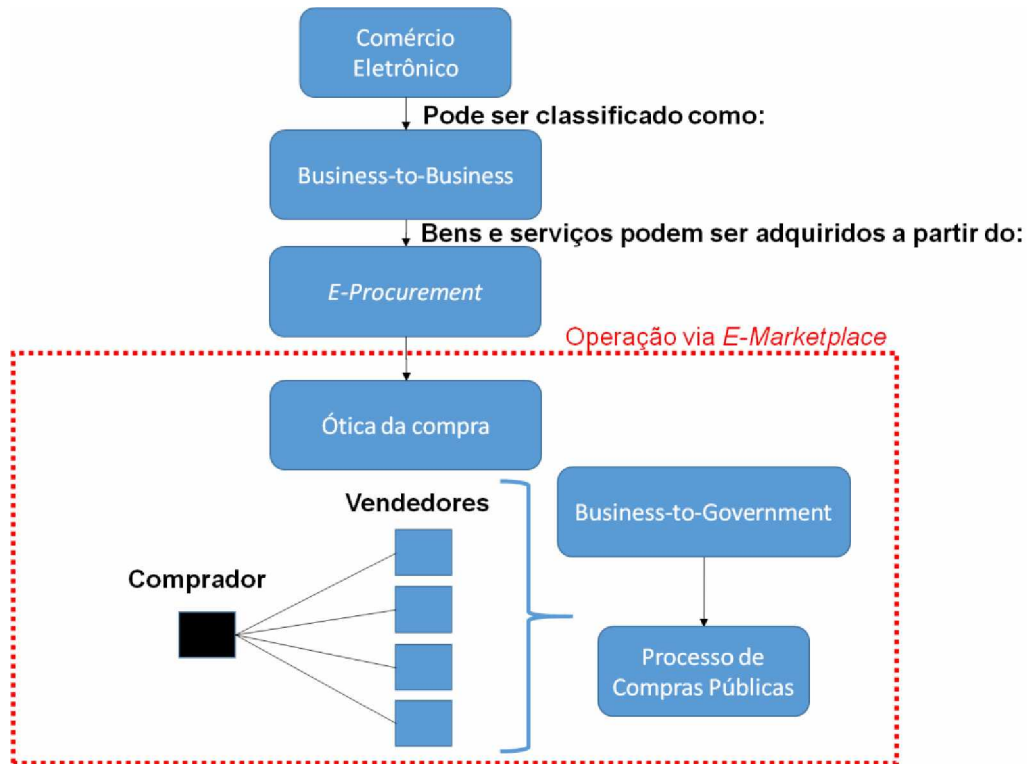 Comércio
Eletrônico
Pode ser classificado como:
Business-to-Business
Bens e serviços podem ser adquiridos a partir do:
E-Procurement
Operação via E-Marketplace
Ótica da compra
Vendedores
Business-to-Government
Comprador
Processo de
Compras Públicas